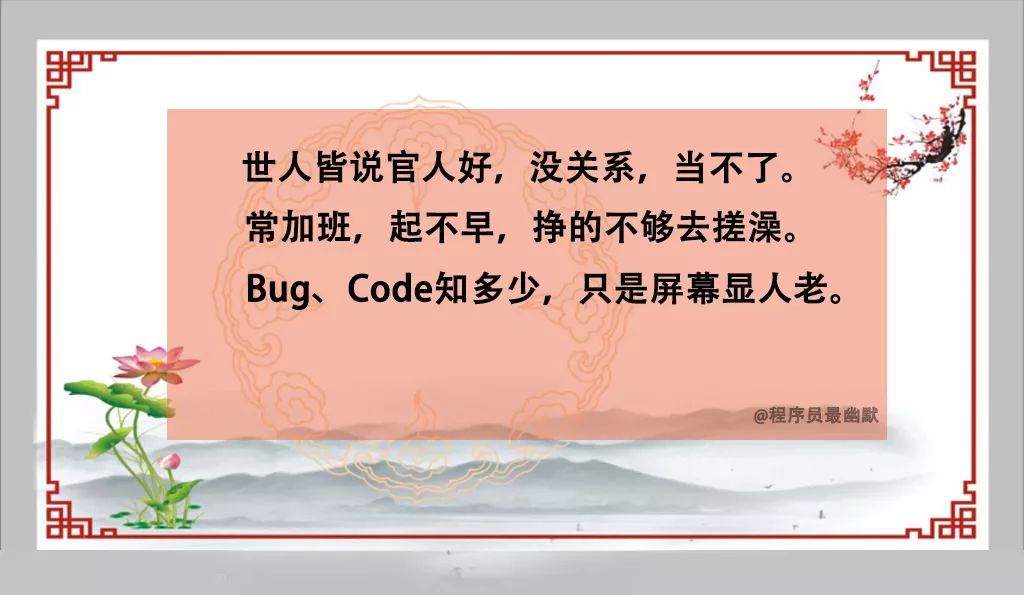 世人皆说官人好，没关系，当不了。
常加班，起不早，挣的不够去搓澡。
Bug、Code知多少，只是屏幕显人老。
@程序员最幽默